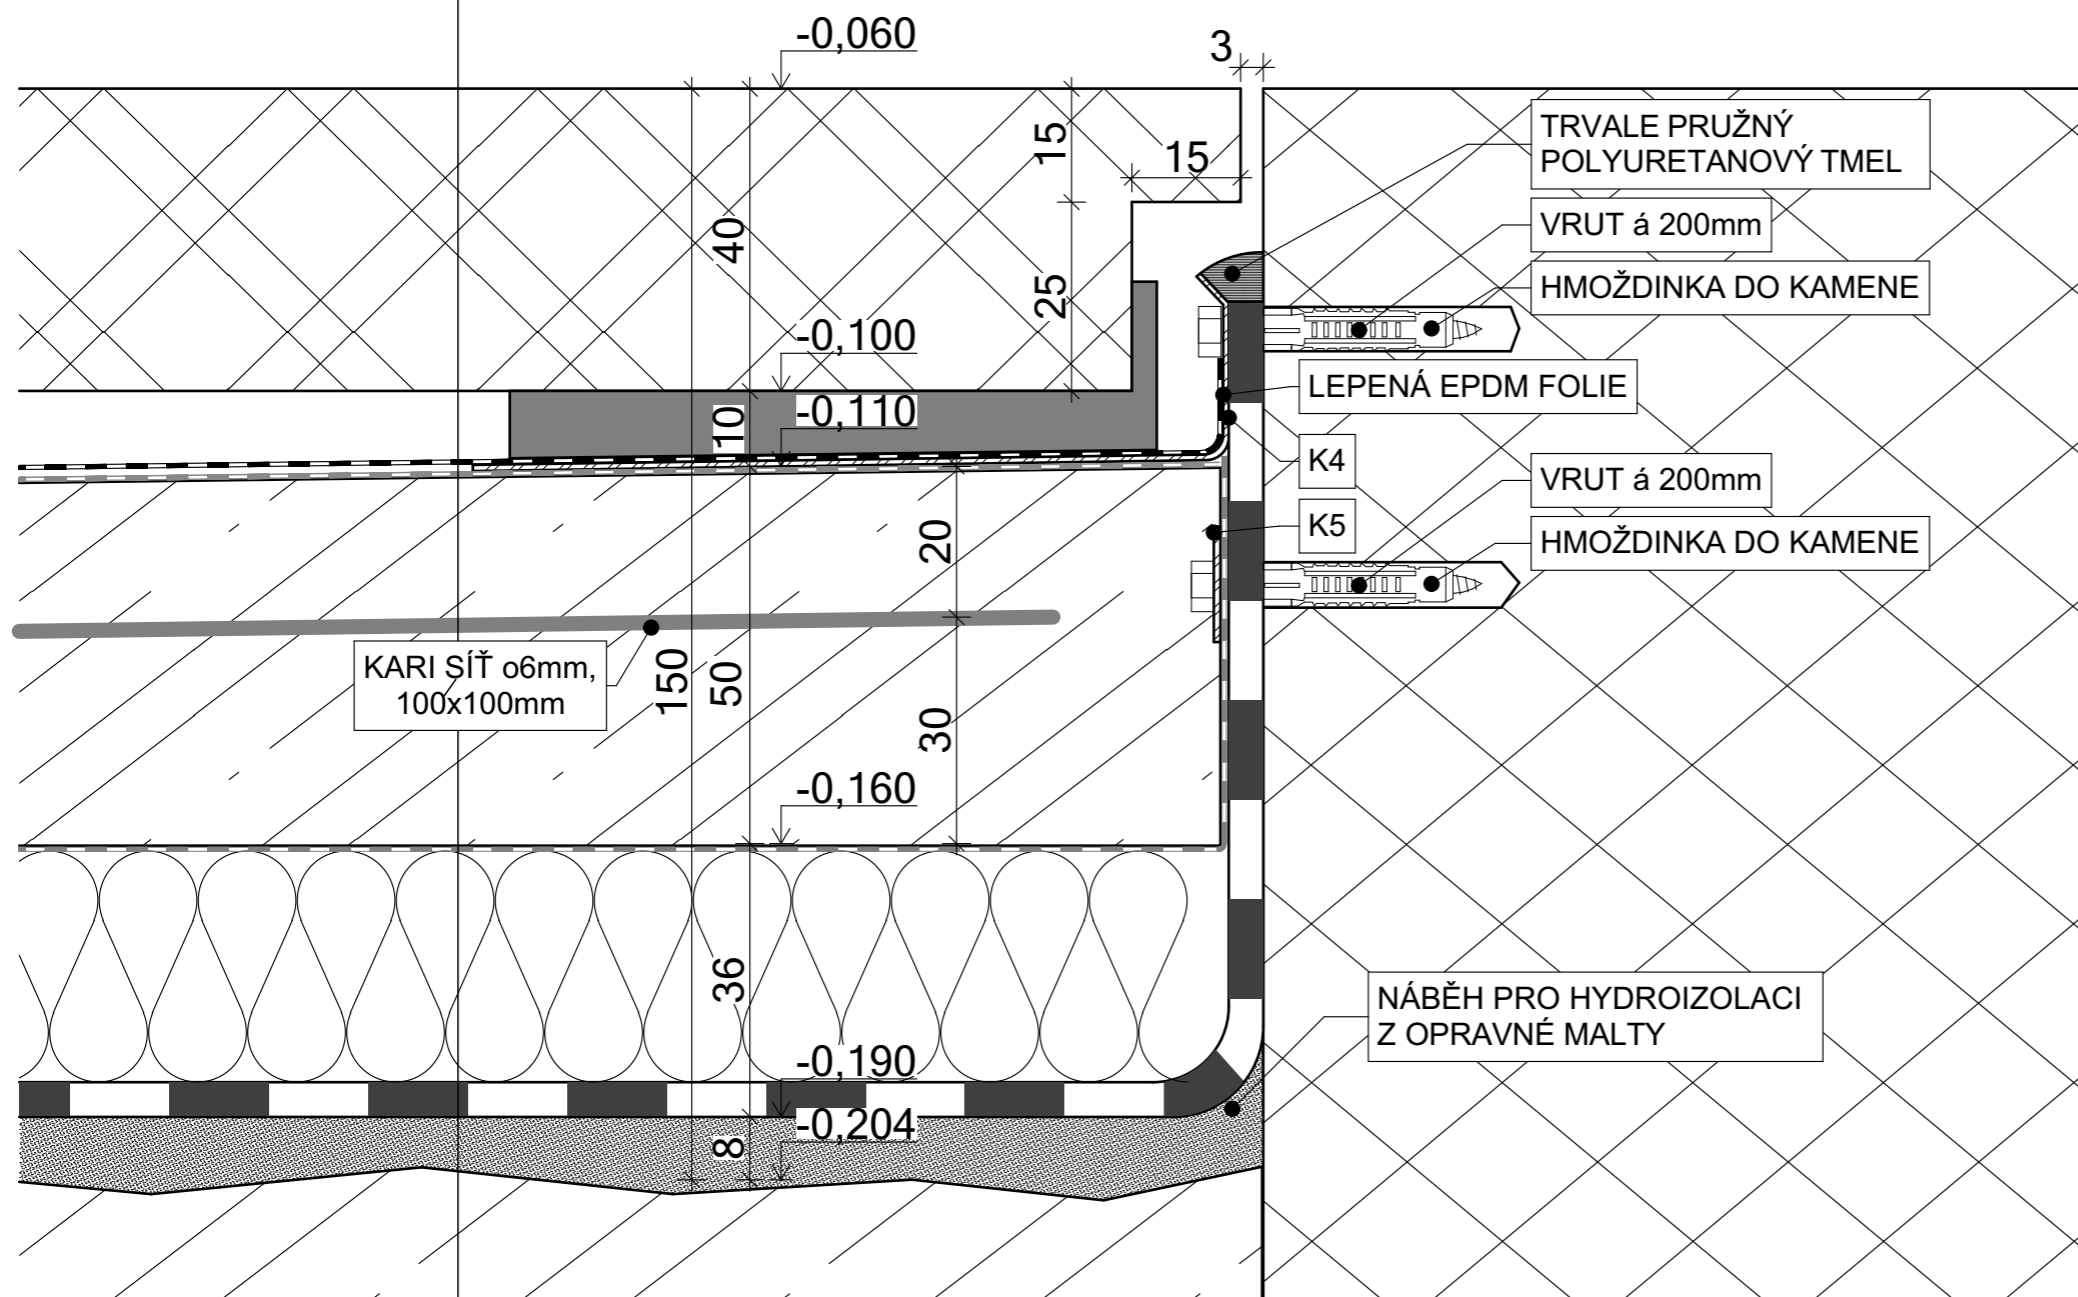 -0,060
3
TRVALE PRUŽNÝ
POLYURETANOVÝ TMEL
15
15
VRUT á 200mm
40
HMOŽDINKA DO KAMENE
25
-0,100
LEPENÁ EPDM FOLIE
-0,110
10
K4
VRUT á 200mm
K5
20
HMOŽDINKA DO KAMENE
KARI SÍŤ o6mm,
100x100mm
150
50
30
-0,160
36
NÁBĚH PRO HYDROIZOLACI
Z OPRAVNÉ MALTY
-0,190
-0,204
8